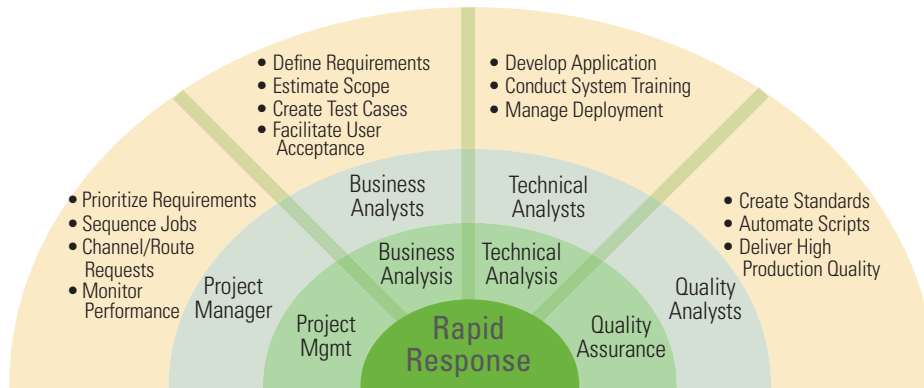 • Define Requirements
• Estimate Scope
• Create Test Cases
• Facilitate User
Acceptance
• Develop Application
• Conduct System Training
• Manage Deployment
• Prioritize Requirements
• Sequence Jobs
• Channel/Route
Requests
• Monitor
Performance
• Create Standards
• Automate Scripts
• Deliver High
Production Quality
Project
Manager
Business
Analysts
Technical
Analysts
Quality
Analysts
Project
Mgmt
Business
Analysis
Technical
Analysis
Quality
Assurance
Rapid
Response